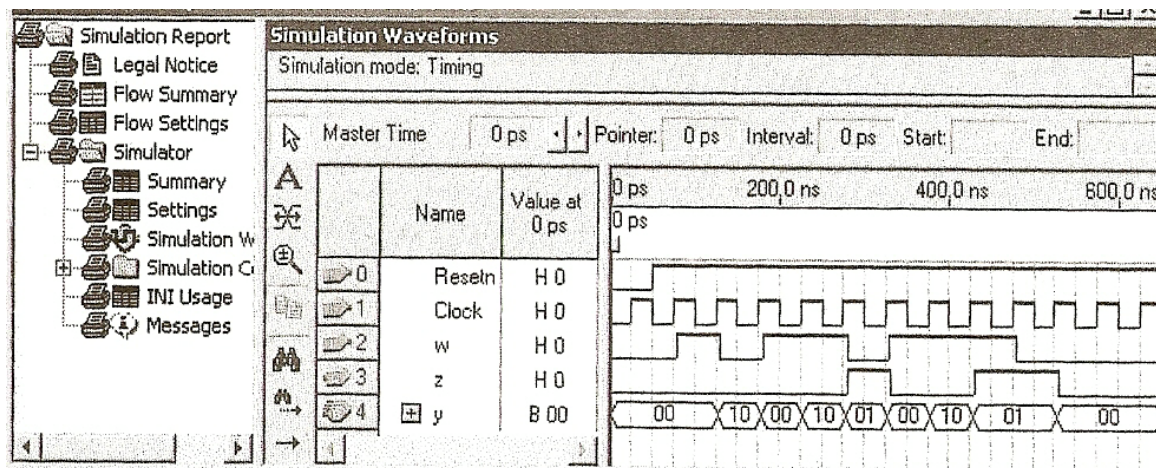 Simulation Report
Legal Notice
Flow Summary
Flow Settings
Simulator
Summary
Settings
Simulation W
Simulation C
INI Usage
Messages
Simulation Waveforms
Simulation mode: Timing
Master Time 0 ps Pointer: 0 ps Interval: 0 ps Start: End:
Name Value at 0 ps
0 ps 200.0 ns 400.0 ns 600.0 ns
0 ps
0 Resetn H 0
1 Clock H 0
2 w H 0
3 z H 0
4 y B 00 00 10 00 10 01 00 10 01 00